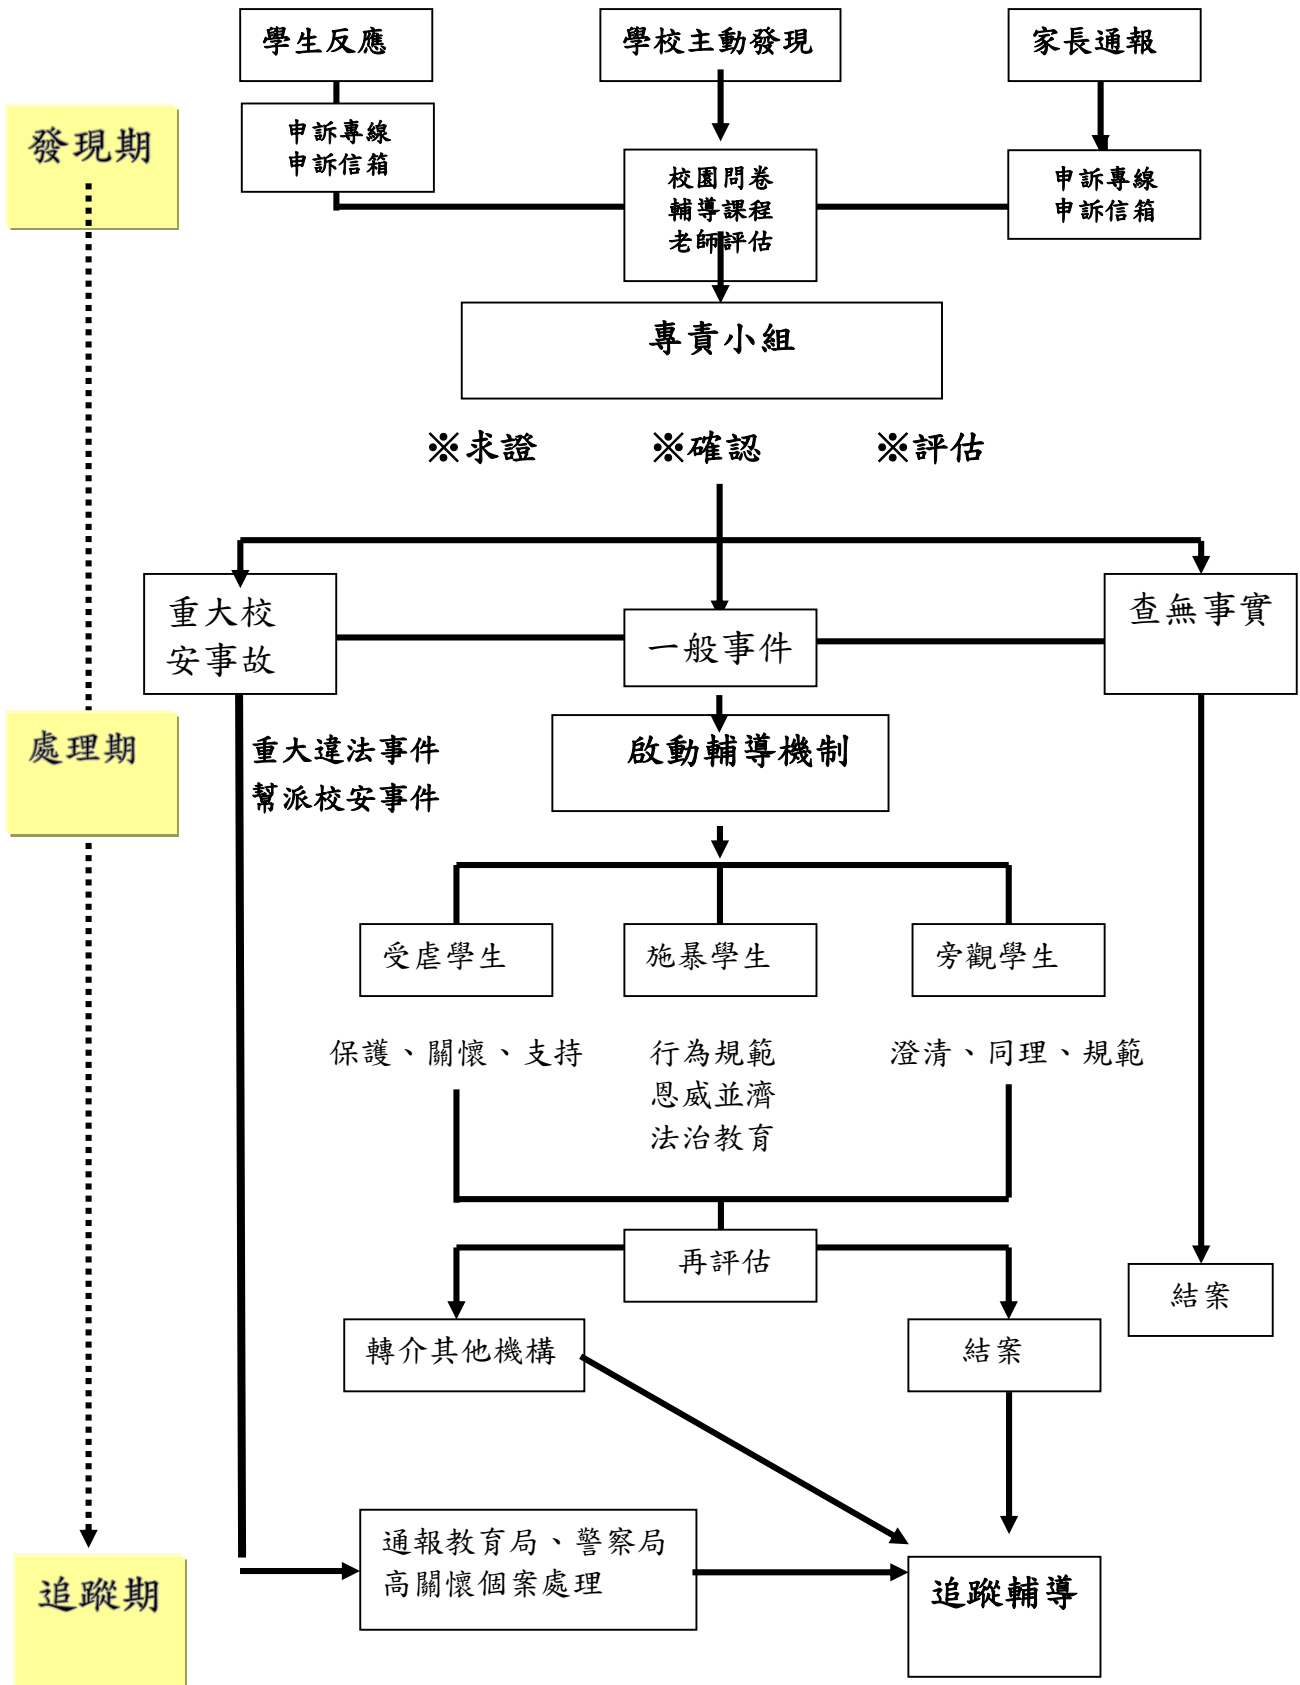 學生反應
學校主動發現
家長通報
發現期
申訴專線
申訴信箱
校園問卷
輔導課程
老師評估
申訴專線
申訴信箱
專責小組
※求證 ※確認 ※評估
重大校
安事故
一般事件
查無事實
處理期
重大違法事件
幫派校安事件
啟動輔導機制
受虐學生
施暴學生
旁觀學生
保護、關懷、支持
行為規範
恩威並濟
法治教育
澄清、同理、規範
再評估
結案
轉介其他機構
結案
通報教育局、警察局
高關懷個案處理
追蹤期
追蹤輔導